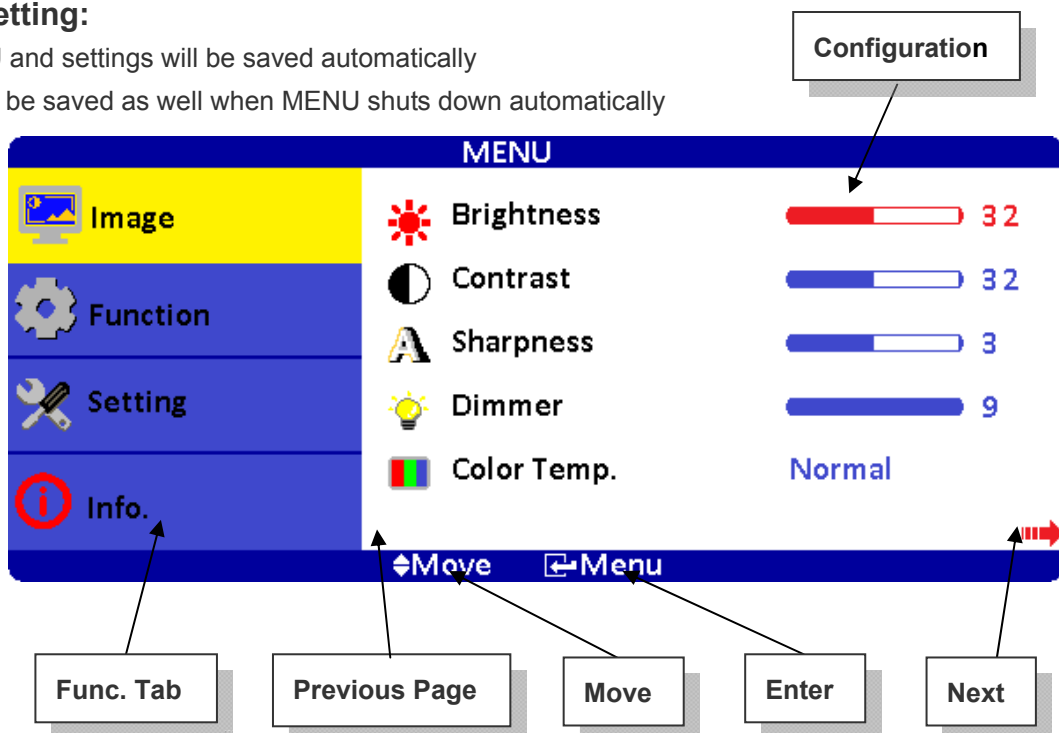 etting:
and settings will be saved automatically
be saved as well when MENU shuts down automatically
Configuration
MENU
Image
Function
Setting
Info.
Brightness 32
Contrast 32
Sharpness 3
Dimmer 9
Color Temp. Normal
Move Menu
Func. Tab
Previous Page
Move
Enter
Next